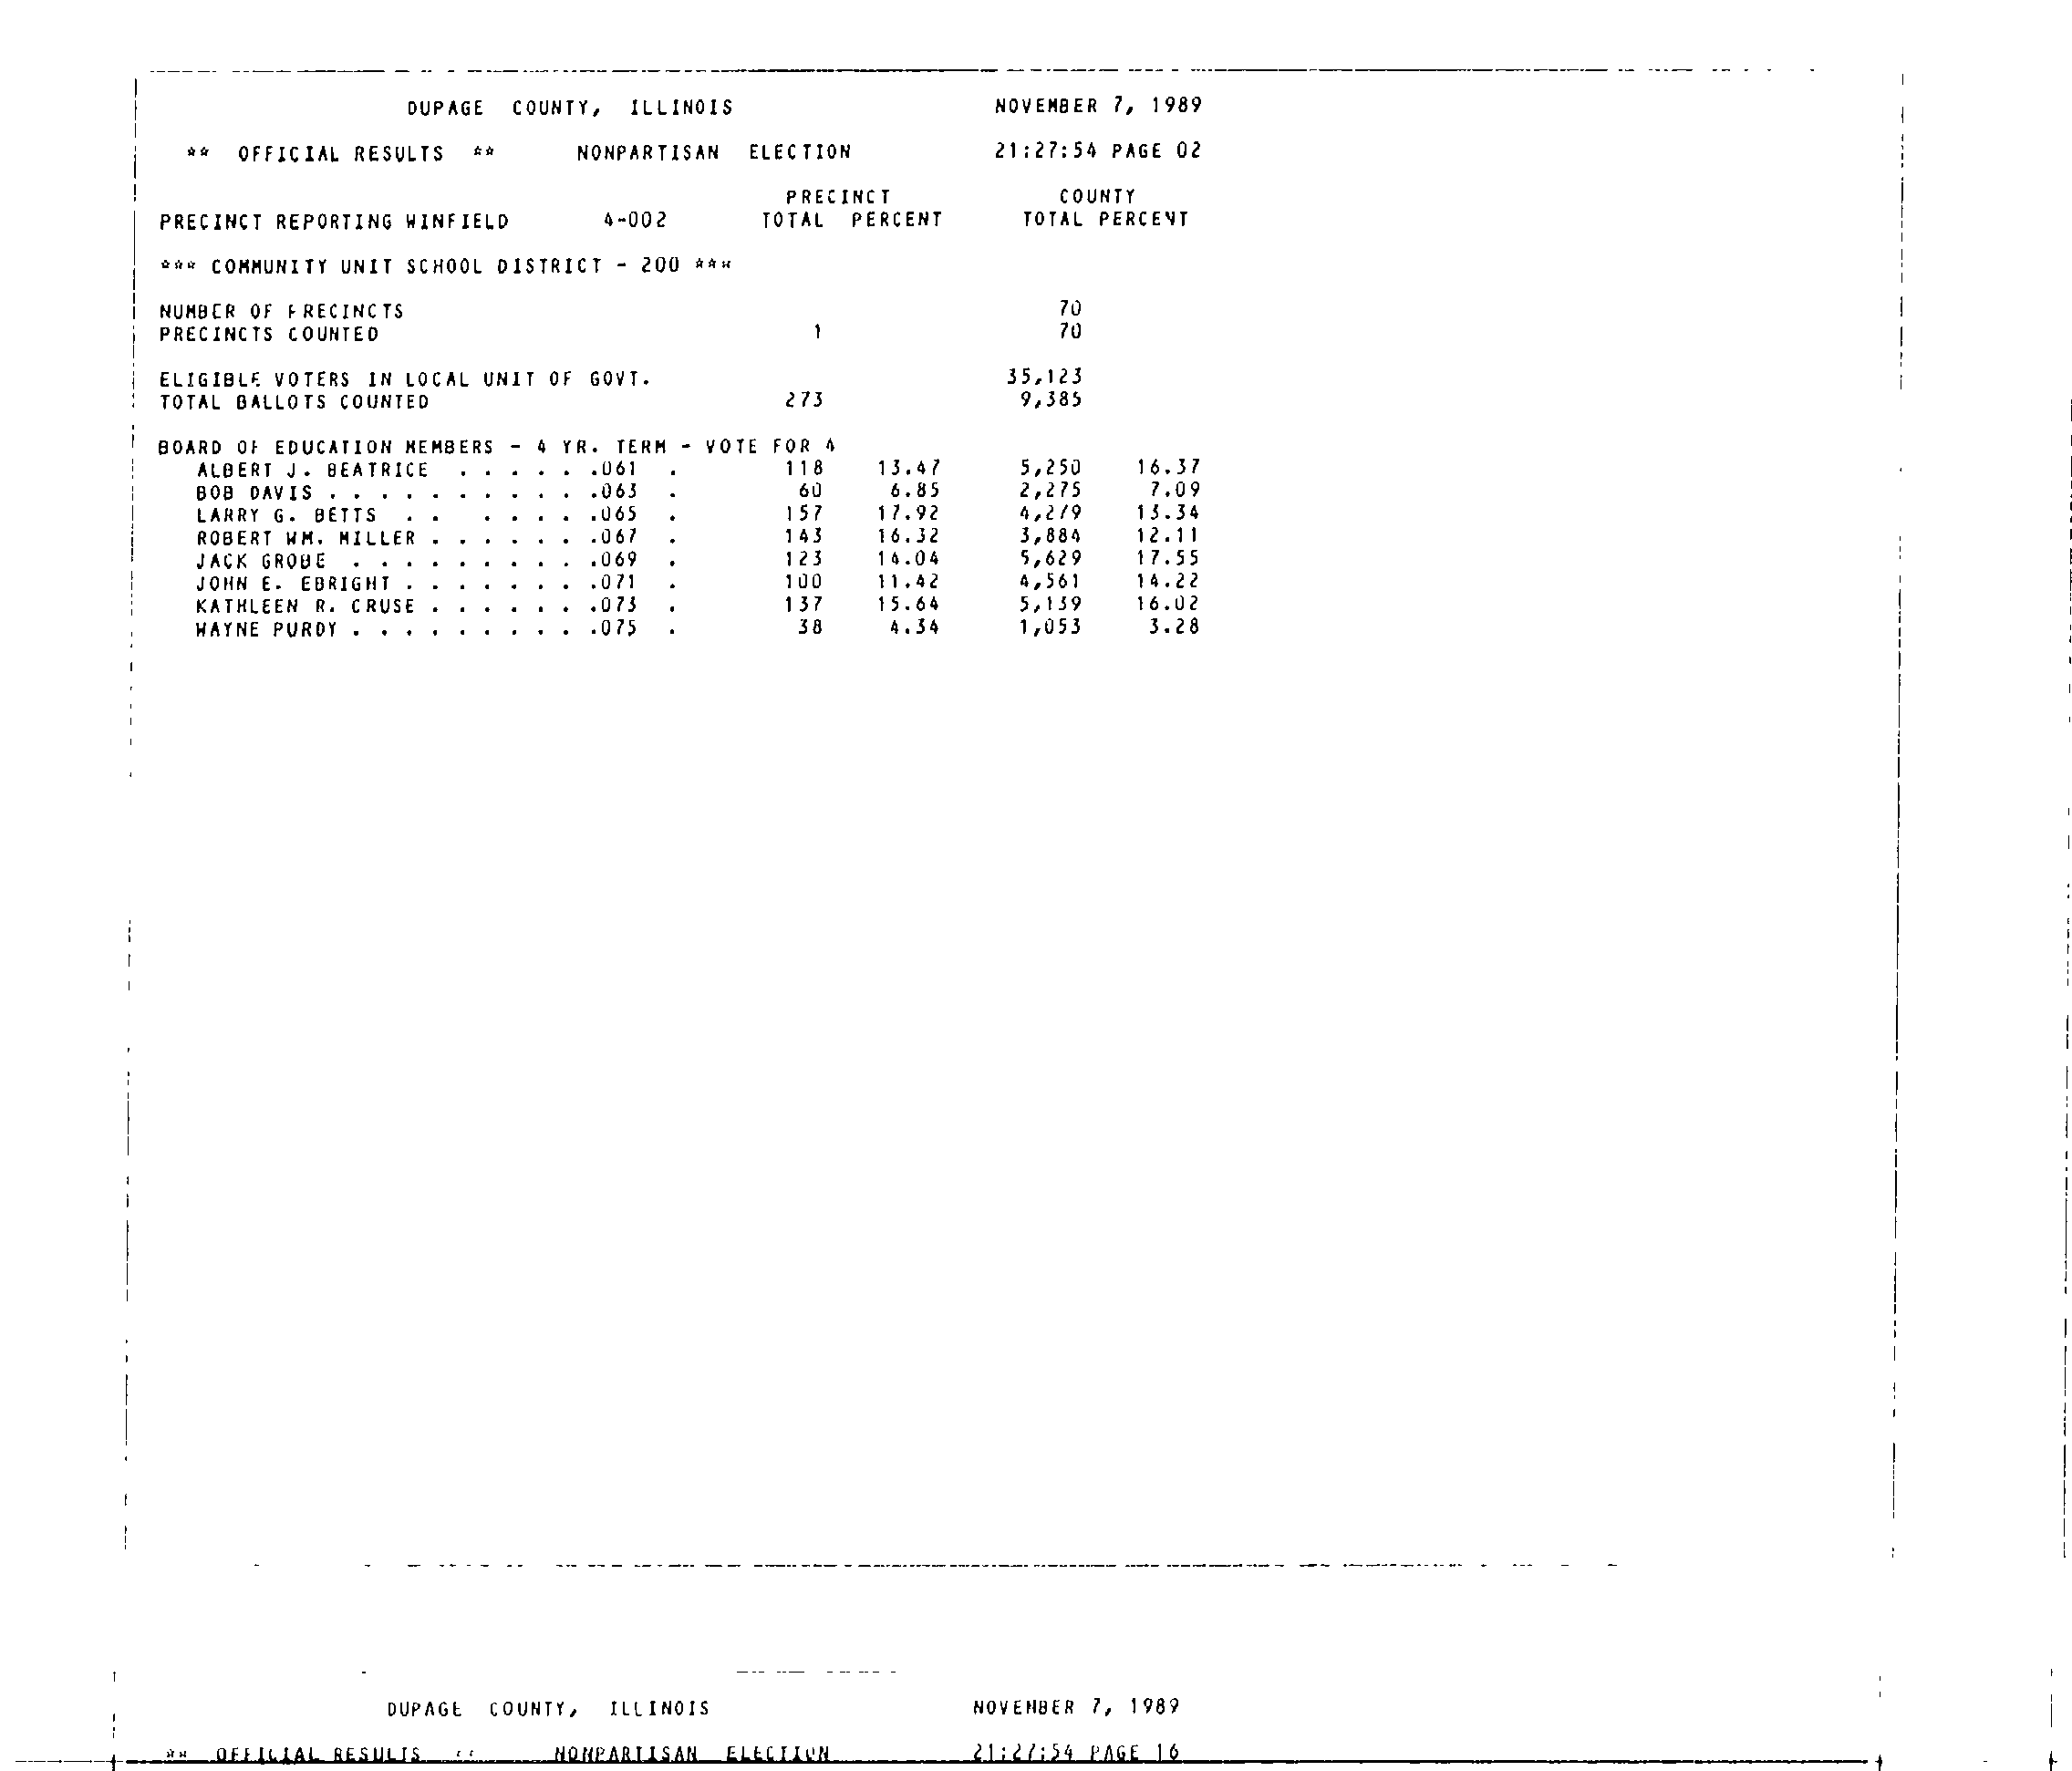 DUPAGE COUNTY, ILLINOIS NOVEMBER 7, 1989
** OFFICIAL RESULTS ** NONPARTISAN ELECTION 21:27:54 PAGE 02
PRECINCT COUNTY
PRECINCT REPORTING WINFIELD 4-002 TOTAL PERCENT TOTAL PERCENT
*** COMMUNITY UNIT SCHOOL DISTRICT - 200 ***
NUMBER OF PRECINCTS 70
PRECINCTS COUNTED 1 70
ELIGIBLE VOTERS IN LOCAL UNIT OF GOVT. 35,123
TOTAL BALLOTS COUNTED 273 9,385
BOARD OF EDUCATION MEMBERS - 4 YR. TERM - VOTE FOR 4
ALBERT J. BEATRICE . . . . . .061 . 118 13.47 5,250 16.37
BOB DAVIS . . . . . . . . . . .063 . 60 6.85 2,275 7.09
LARRY G. BETTS . . . . . . .065 . 157 17.92 4,279 13.34
ROBERT WM. MILLER . . . . . . .067 . 143 16.32 3,884 12.11
JACK GROBE . . . . . . . . . .069 . 123 14.04 5,629 17.55
JOHN E. EBRIGHT . . . . . . . .071 . 100 11.42 4,561 14.22
KATHLEEN R. CRUSE . . . . . . .073 . 137 15.64 5,139 16.02
WAYNE PURDY . . . . . . . . . .075 . 38 4.34 1,053 3.28
DUPAGE COUNTY, ILLINOIS NOVEMBER 7, 1989
** OFFICIAL RESULTS NONPARTISAN ELECTION 21:27:54 PAGE 16